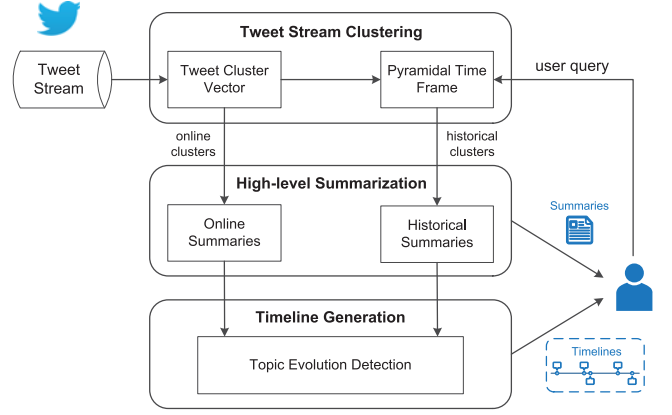 Tweet Stream Clustering
Tweet
Stream
Tweet Cluster
Vector
Pyramidal Time
Frame
user query
online
clusters
historical
clusters
High-level Summarization
Online
Summaries
Historical
Summaries
Summaries
Timeline Generation
Topic Evolution Detection
Timelines